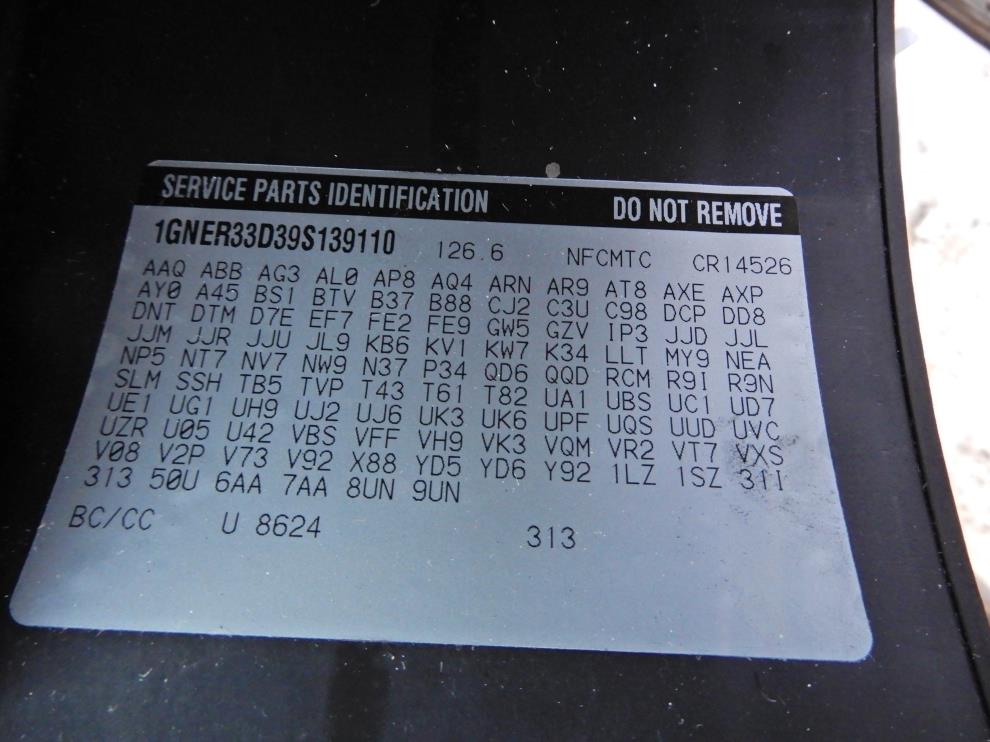 SERVICE PARTS IDENTIFICATION DO NOT REMOVE
1GNER33D39S139110 126.6 NFCMTC CR14526
AAQ ABB AG3 AL0 AP8 AQ4 ARN AR9 AT8 AXE AXP
AY0 A45 BS1 BTV B37 B88 CJ2 C3U C98 DCP DD8
DNT DTM D7E EF7 FE2 FE9 GW5 GZV IP3 JJD JJL
JJM JJR JJU JL9 KB6 KV1 KW7 K34 LLT MY9 NEA
NP5 NT7 NV7 NW9 N37 P34 QD6 QQD RCM R9I R9N
SLM SSH TB5 TVP T43 T61 T82 UA1 UBS UC1 UD7
UE1 UG1 UH9 UJ2 UJ6 UK3 UK6 UPF UQS UUD UVC
UZR U05 U42 VBS VFF VH9 VK3 VQM VR2 VT7 VXS
V08 V2P V73 V92 X88 YD5 YD6 Y92 1LZ 1SZ 31I
313 50U 6AA 7AA 8UN 9UN
BC/CC U 8624 313